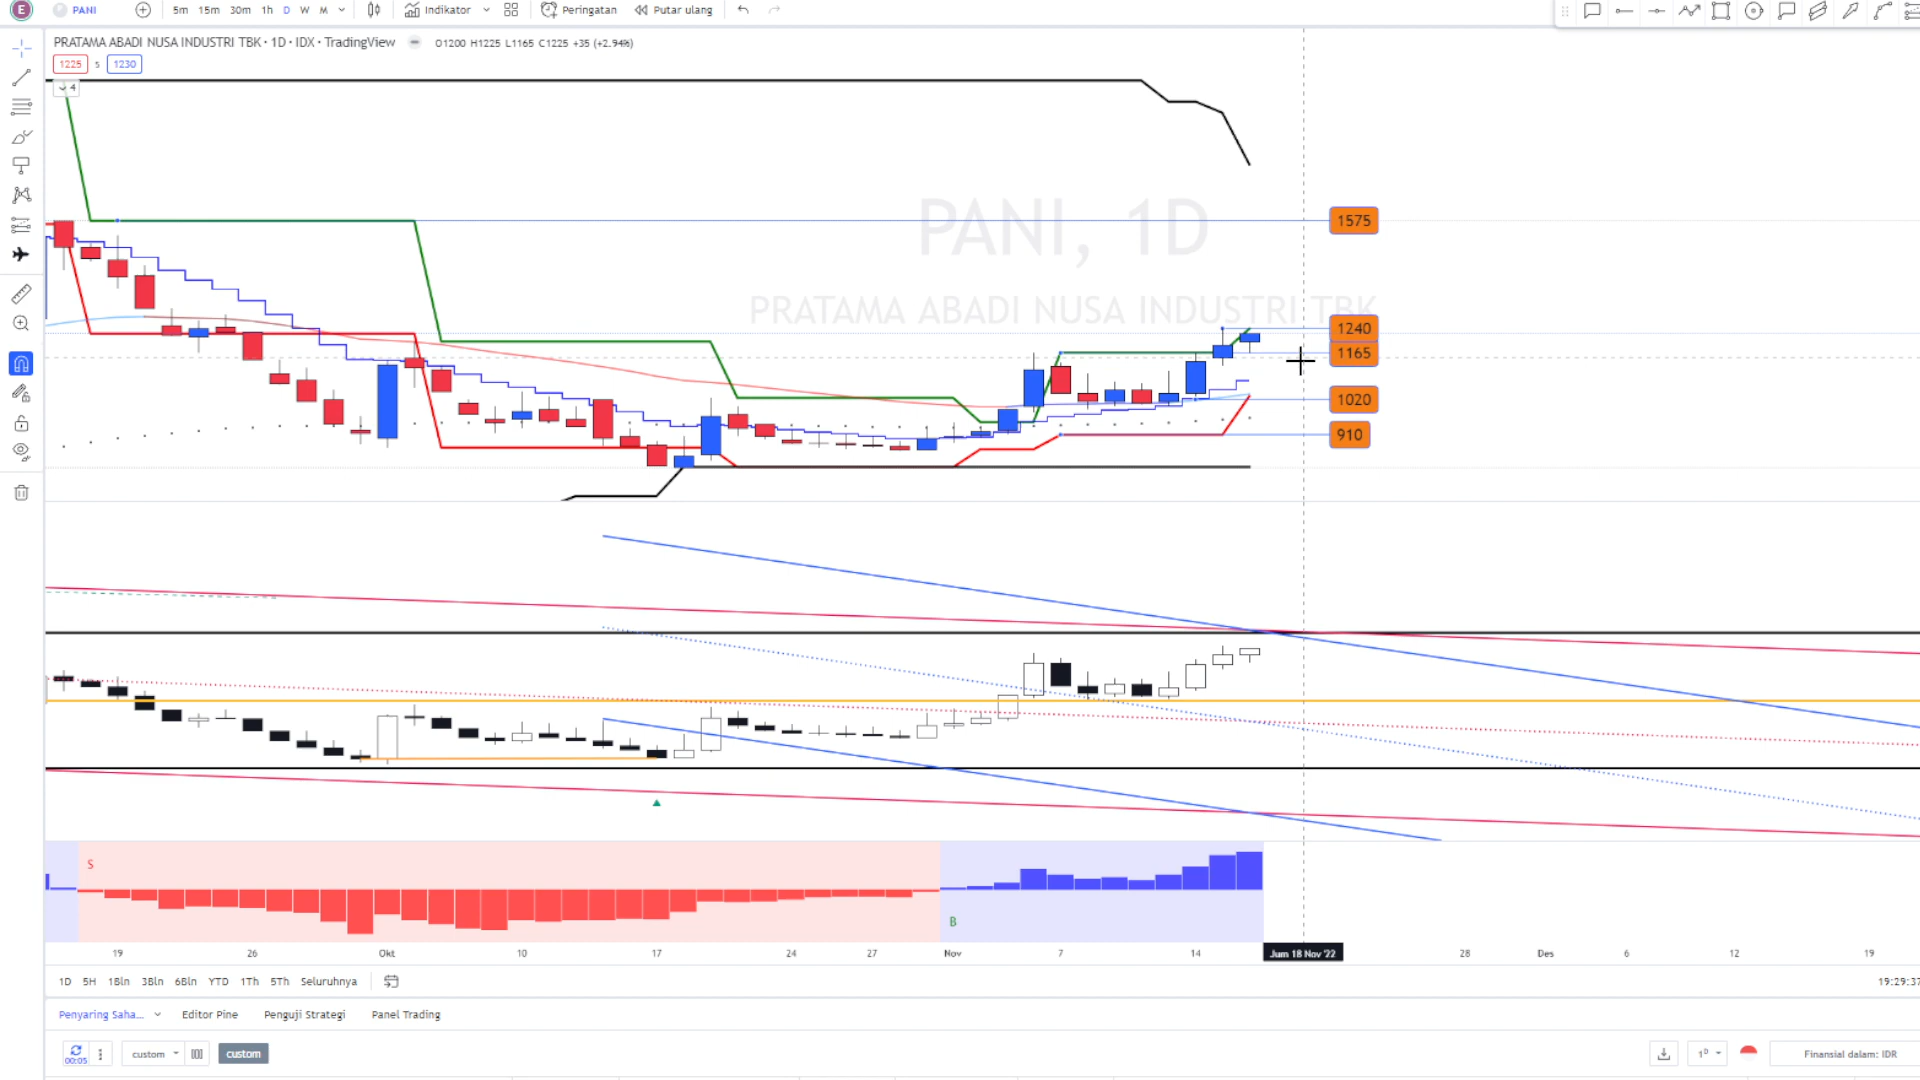 E PANI 5m 15m 30m 1h D W M Indikator Peringatan Putar ulang
PRATAMA ABADI NUSA INDUSTRI TBK · 1D · IDX · TradingView O1200 H1225 L1165 C1225 +35 (+2.94%)
1225 5 1230
4
PANI, 1D
PRATAMA ABADI NUSA INDUSTRI TBK
1575
1240
1165
1020
910
S
B
19 26 Okt 10 17 24 27 Nov 7 14 Jum 18 Nov '22 28 Des 6 12 19
1D 5H 1Bln 3Bln 6Bln YTD 1Th 5Th Seluruhnya 19:29:37
Penyaring Saha... Editor Pine Penguji Strategi Panel Trading
00:05 custom custom 1D Finansial dalam: IDR